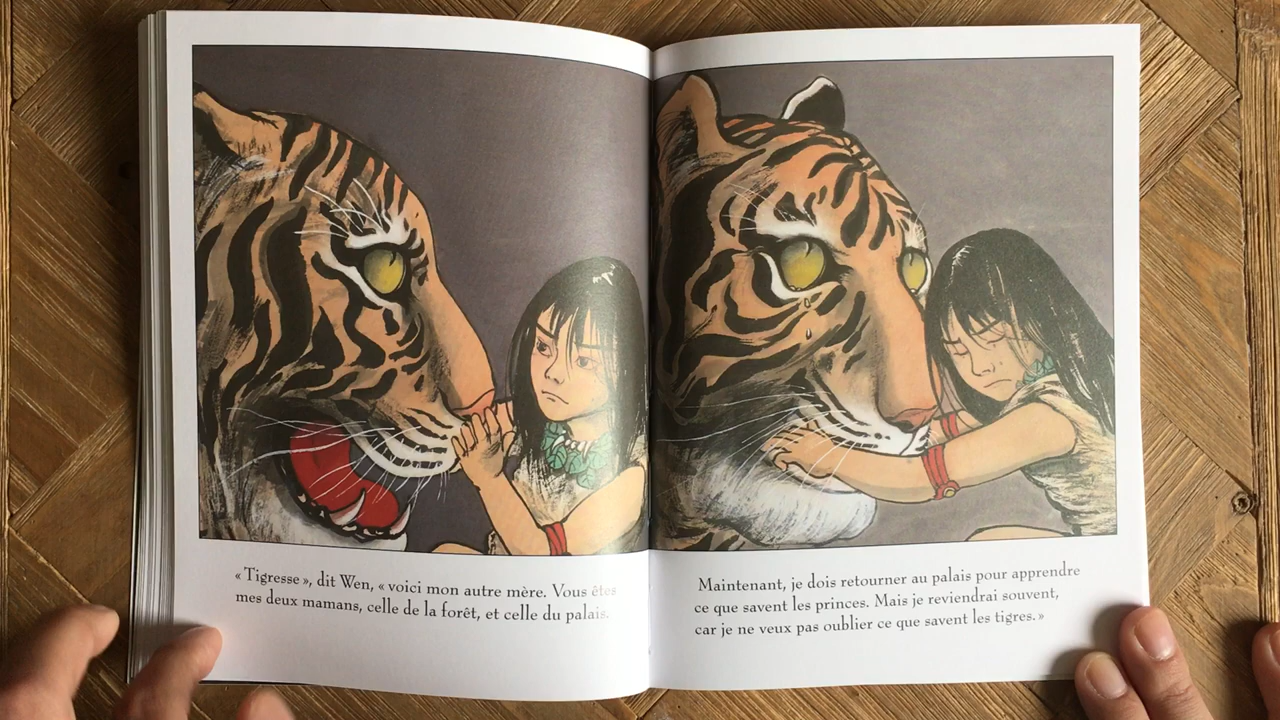 « Tigresse », dit Wen, « voici mon autre mère. Vous êtes
mes deux mamans, celle de la forêt, et celle du palais.
Maintenant, je dois retourner au palais pour apprendre
ce que savent les princes. Mais je reviendrai souvent,
car je ne veux pas oublier ce que savent les tigres. »